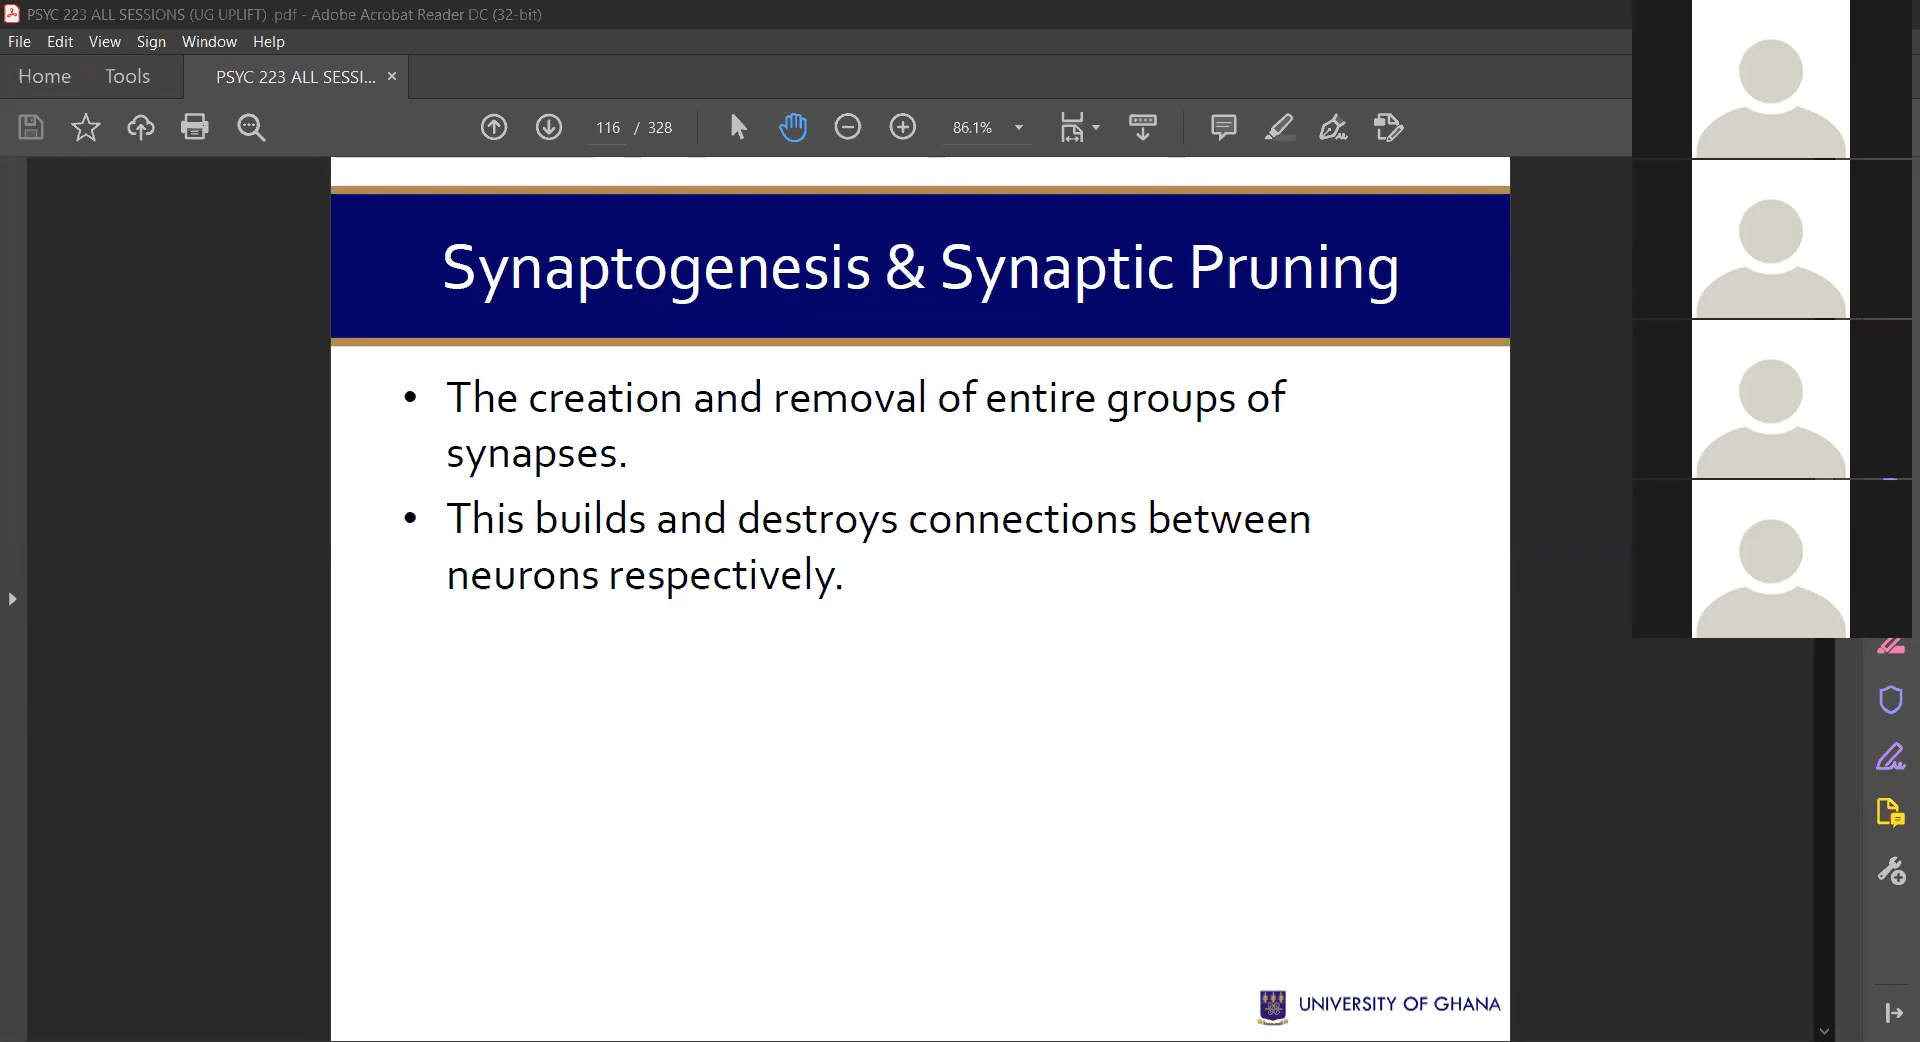 PSYC 223 ALL SESSIONS (UG UPLIFT) .pdf - Adobe Acrobat Reader DC (32-bit)
File Edit View Sign Window Help
Home Tools PSYC 223 ALL SESSI... ×
116 / 328 86.1%
Synaptogenesis & Synaptic Pruning
• The creation and removal of entire groups of
synapses.
• This builds and destroys connections between
neurons respectively.
UNIVERSITY OF GHANA